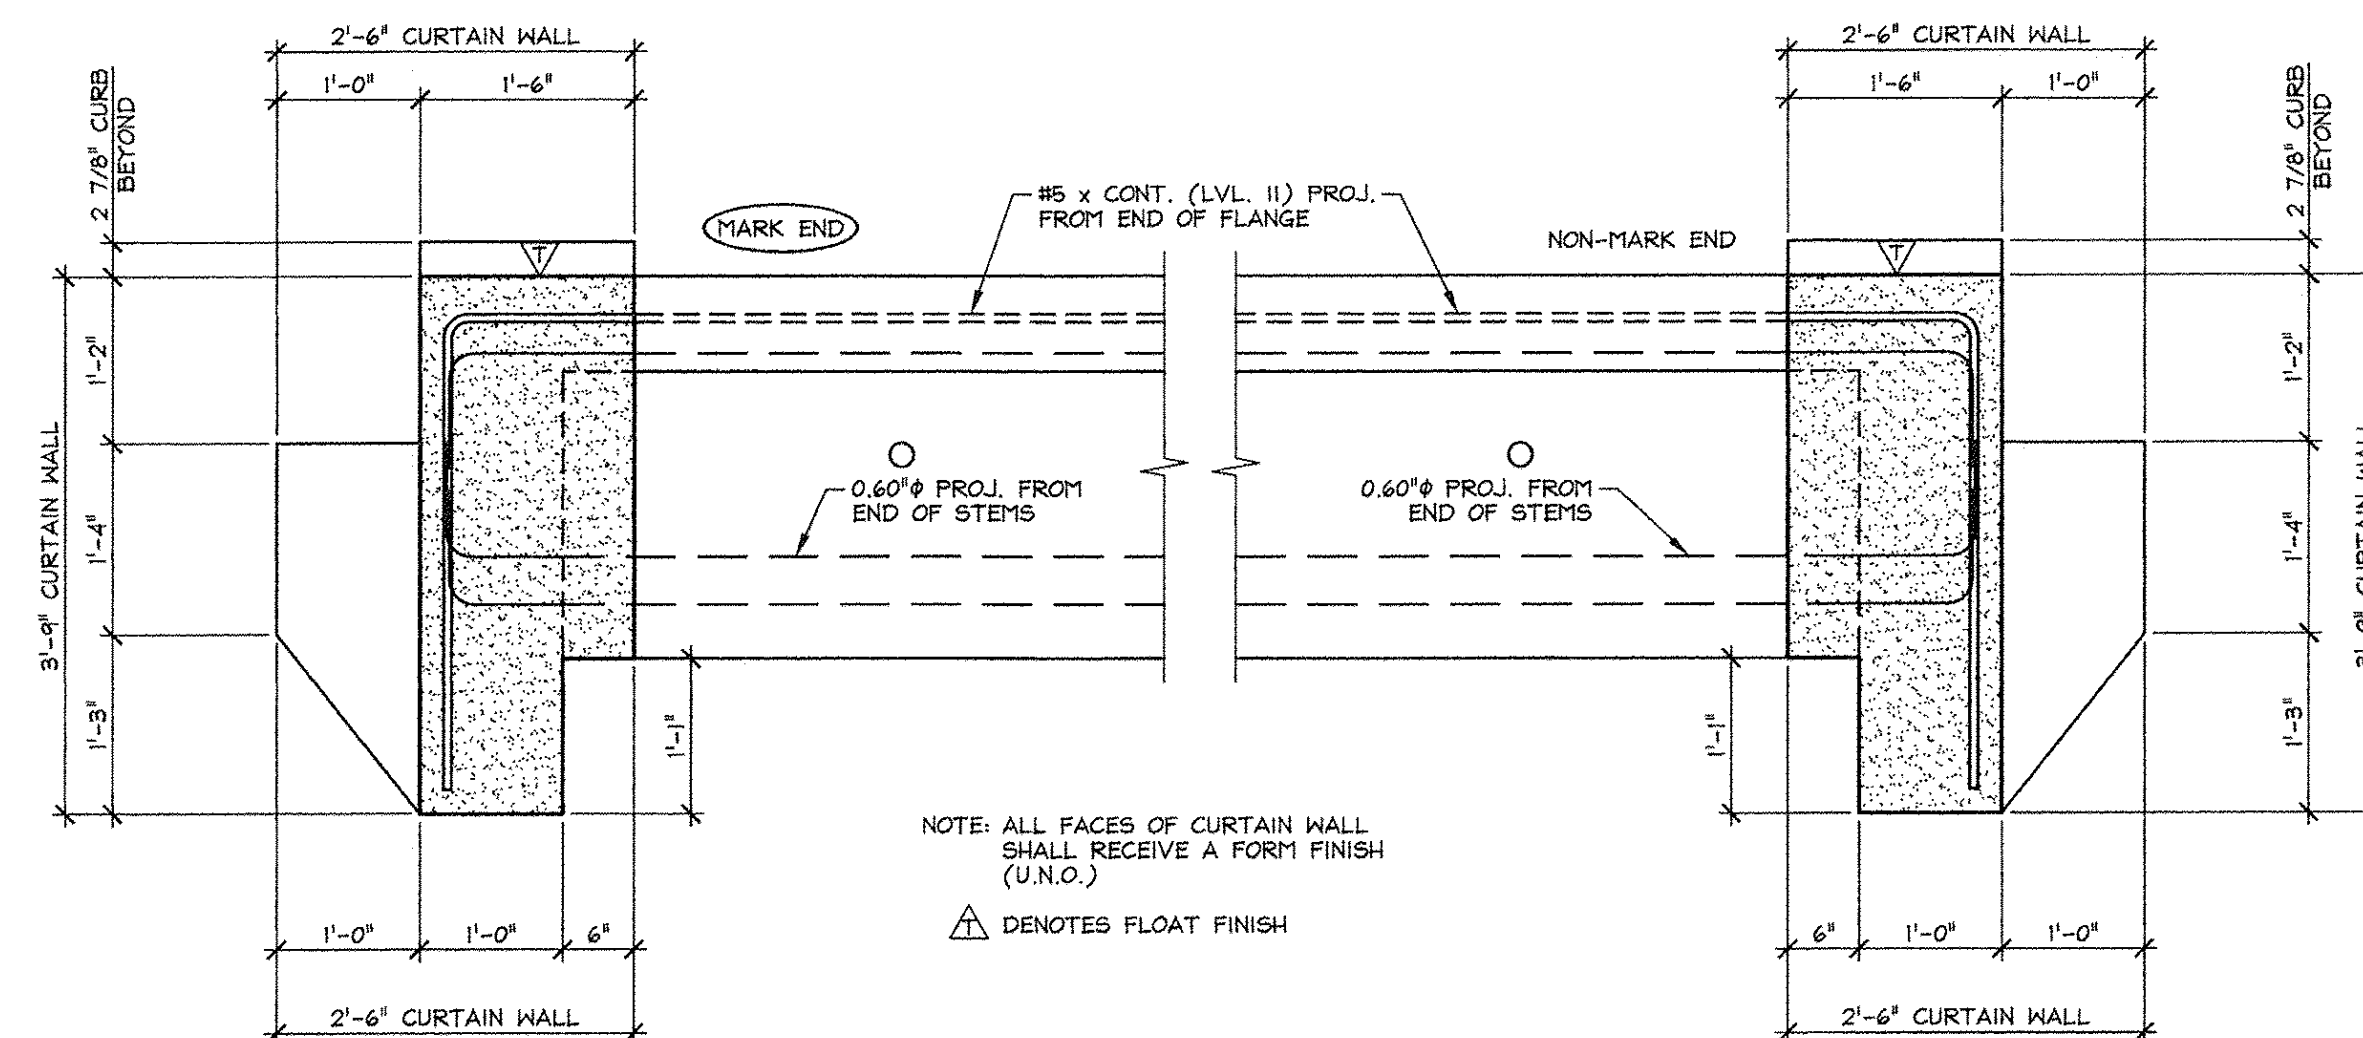 2'-6" CURTAIN WALL
1'-0"
1'-6"
2 7/8" CURB
BEYOND
2'-6" CURTAIN WALL
1'-6"
1'-0"
2 7/8" CURB
BEYOND
#5 x CONT. (LVL. II) PROJ.
FROM END OF FLANGE
MARK END
NON-MARK END
T
T
3'-9" CURTAIN WALL
1'-2"
1'-4"
1'-3"
0.60"φ PROJ. FROM
END OF STEMS
0.60"φ PROJ. FROM
END OF STEMS
1'-2"
1'-4"
1'-3"
1'-1"
1'-1"
NOTE: ALL FACES OF CURTAIN WALL
SHALL RECEIVE A FORM FINISH
(U.N.O.)
T DENOTES FLOAT FINISH
1'-0"
1'-0"
6"
2'-6" CURTAIN WALL
6"
1'-0"
1'-0"
2'-6" CURTAIN WALL